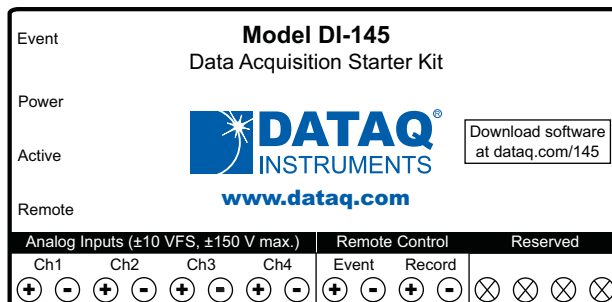 Event
Model DI-145
Data Acquisition Starter Kit
Power
DATAQ®
INSTRUMENTS
Download software
at dataq.com/145
Active
www.dataq.com
Remote
Analog Inputs (±10 VFS, ±150 V max.) Remote Control Reserved
Ch1 Ch2 Ch3 Ch4 Event Record
+ - + - + - + - + - + -